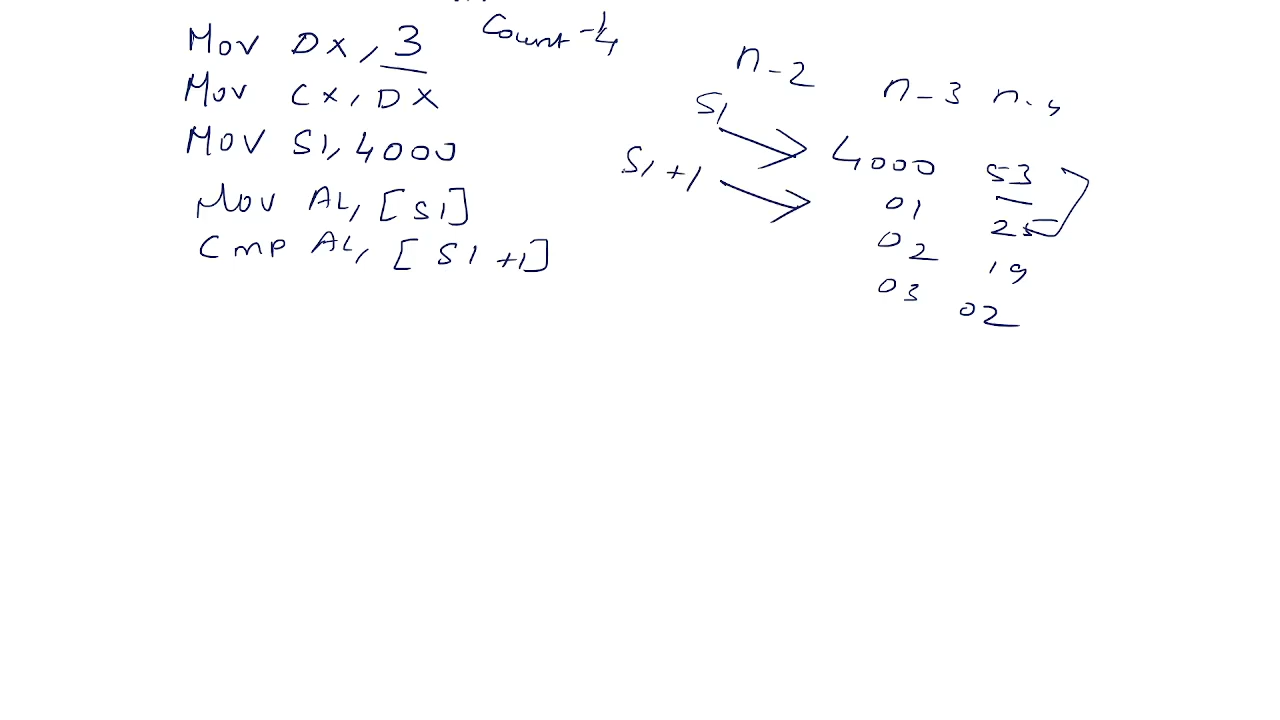 Mov DX, 3
Count - 4
Mov CX, DX
Mov SI, 4000
Mov AL, [SI]
Cmp AL, [SI +1]
n-2
n-3 n-4
SI
SI +1
4000 53
01 25
02 19
03 02